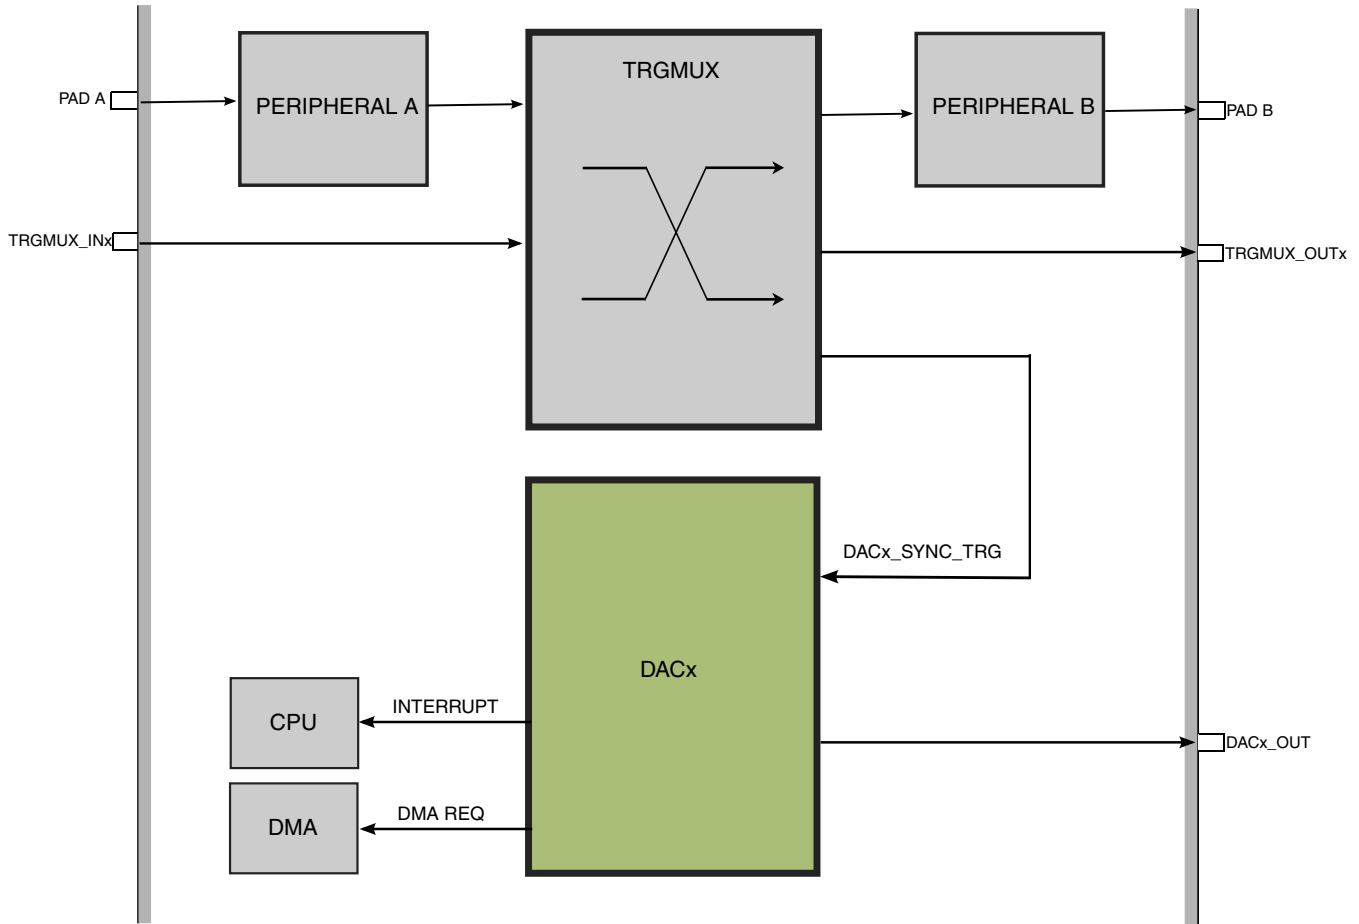 TRGMUX
PAD A
PERIPHERAL A
PERIPHERAL B
PAD B
TRGMUX_INx
TRGMUX_OUTx
DACx_SYNC_TRG
DACx
INTERRUPT
CPU
DACx_OUT
DMA REQ
DMA